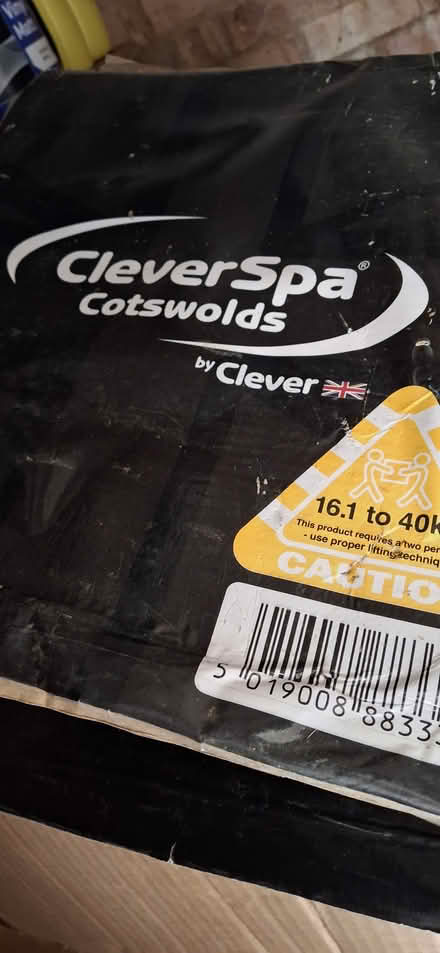 CleverSpa®
Cotswolds
by Clever
16.1 to 40k
This product requires a two per
- use proper lifting techniq
CAUTIO
5 019008 8833